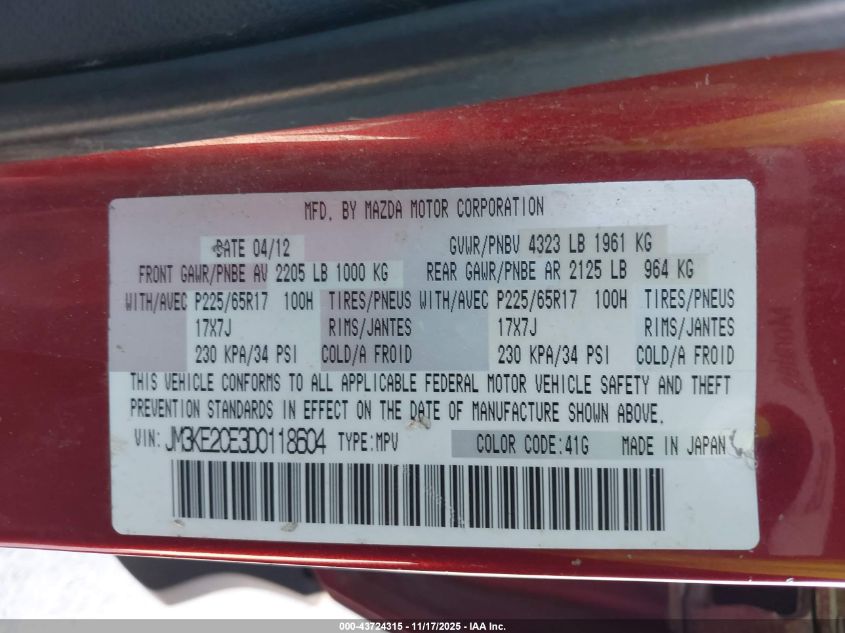 MFD. BY MAZDA MOTOR CORPORATION
DATE 04/12 GVWR/PNBV 4323 LB 1961 KG
FRONT GAWR/PNBE AV 2205 LB 1000 KG REAR GAWR/PNBE AR 2125 LB 964 KG
WITH/AVEC P225/65R17 100H TIRES/PNEUS WITH/AVEC P225/65R17 100H TIRES/PNEUS
17X7J RIMS/JANTES 17X7J RIMS/JANTES
230 KPA/34 PSI COLD/A FROID 230 KPA/34 PSI COLD/A FROID
THIS VEHICLE CONFORMS TO ALL APPLICABLE FEDERAL MOTOR VEHICLE SAFETY AND THEFT
PREVENTION STANDARDS IN EFFECT ON THE DATE OF MANUFACTURE SHOWN ABOVE.
VIN: JM3KE2CE3D0118604 TYPE:MPV COLOR CODE:41G MADE IN JAPAN
000-43724315 - 11/17/2025 - IAA Inc.